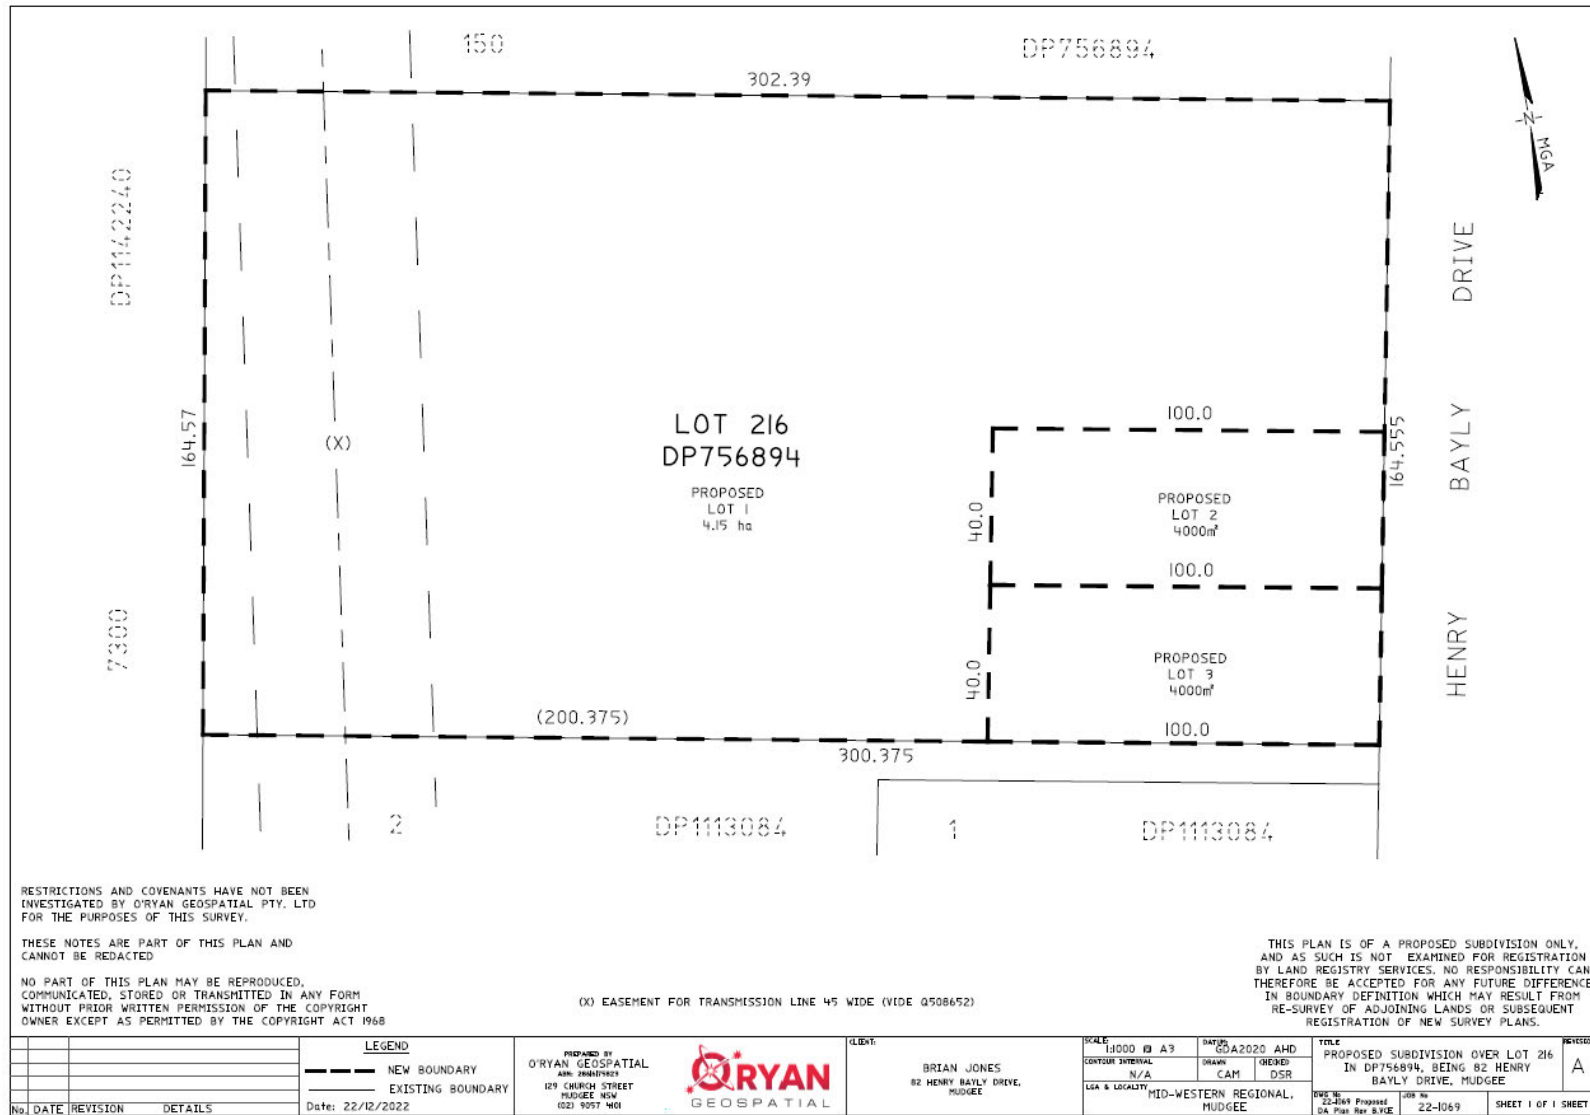 150
DP756894
302.39
MGA
N
DP1142240
DRIVE
164.57
(X)
LOT 216
DP756894
PROPOSED
LOT 1
4.15 ha
100.0
164.555
BAYLY
40.0
PROPOSED
LOT 2
4000m²
100.0
7300
40.0
PROPOSED
LOT 3
4000m²
HENRY
(200.375)
100.0
300.375
2
DP1113084
1
DP1113084
RESTRICTIONS AND COVENANTS HAVE NOT BEEN
INVESTIGATED BY O'RYAN GEOSPATIAL PTY. LTD
FOR THE PURPOSES OF THIS SURVEY.
THESE NOTES ARE PART OF THIS PLAN AND
CANNOT BE REDACTED
NO PART OF THIS PLAN MAY BE REPRODUCED,
COMMUNICATED, STORED OR TRANSMITTED IN ANY FORM
WITHOUT PRIOR WRITTEN PERMISSION OF THE COPYRIGHT
OWNER EXCEPT AS PERMITTED BY THE COPYRIGHT ACT 1968
(X) EASEMENT FOR TRANSMISSION LINE 45 WIDE (VIDE Q508652)
THIS PLAN IS OF A PROPOSED SUBDIVISION ONLY,
AND AS SUCH IS NOT EXAMINED FOR REGISTRATION
BY LAND REGISTRY SERVICES. NO RESPONSIBILITY CAN
THEREFORE BE ACCEPTED FOR ANY FUTURE DIFFERENCE
IN BOUNDARY DEFINITION WHICH MAY RESULT FROM
RE-SURVEY OF ADJOINING LANDS OR SUBSEQUENT
REGISTRATION OF NEW SURVEY PLANS.
No. DATE REVISION DETAILS
LEGEND
NEW BOUNDARY
EXISTING BOUNDARY
Date: 22/12/2022
PREPARED BY
O'RYAN GEOSPATIAL
129 CHURCH STREET
MUDGEE NSW
(02) 9057 4101
ORYAN
GEOSPATIAL
CLIENT:
BRIAN JONES
82 HENRY BAYLY DRIVE,
MUDGEE
SCALE:
1:1000 @ A3
DATUM:
GDA2020 AHD
CONTOUR INTERVAL
N/A
DRAWN
CAM
CHECKED
DSR
LGA & LOCALITY
MID-WESTERN REGIONAL,
MUDGEE
TITLE
PROPOSED SUBDIVISION OVER LOT 216
IN DP756894, BEING 82 HENRY
BAYLY DRIVE, MUDGEE
A
DWG No
22-1069 Proposed
DA Plan Rev B.VCE
JOB No
22-1069
SHEET 1 OF 1 SHEET